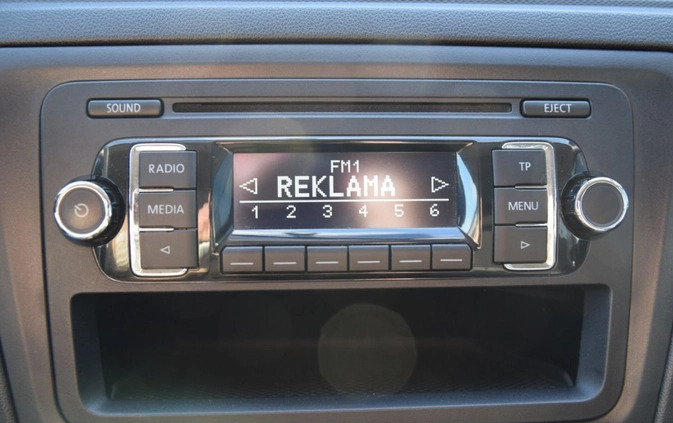 SOUND
EJECT
RADIO
FM1
TP
REKLAMA
MEDIA
MENU
1 2 3 4 5 6